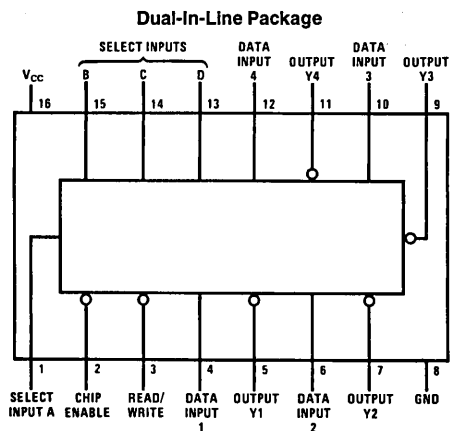 Dual-In-Line Package
SELECT INPUTS
DATA INPUT 4
OUTPUT Y4
DATA INPUT 3
OUTPUT Y3
VCC
B
C
D
16
15
14
13
12
11
10
9
1
2
3
4
5
6
7
8
SELECT INPUT A
CHIP ENABLE
READ/ WRITE
DATA INPUT 1
OUTPUT Y1
DATA INPUT 2
OUTPUT Y2
GND